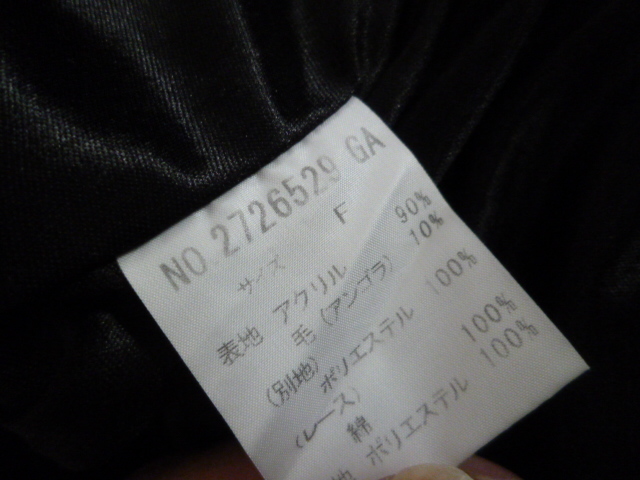 NO.2726529 GA
サイズ F
表地 アクリル 90%
毛(アンゴラ) 10%
(別地) ポリエステル 100%
(レース)
綿 100%
地 ポリエステル 100%